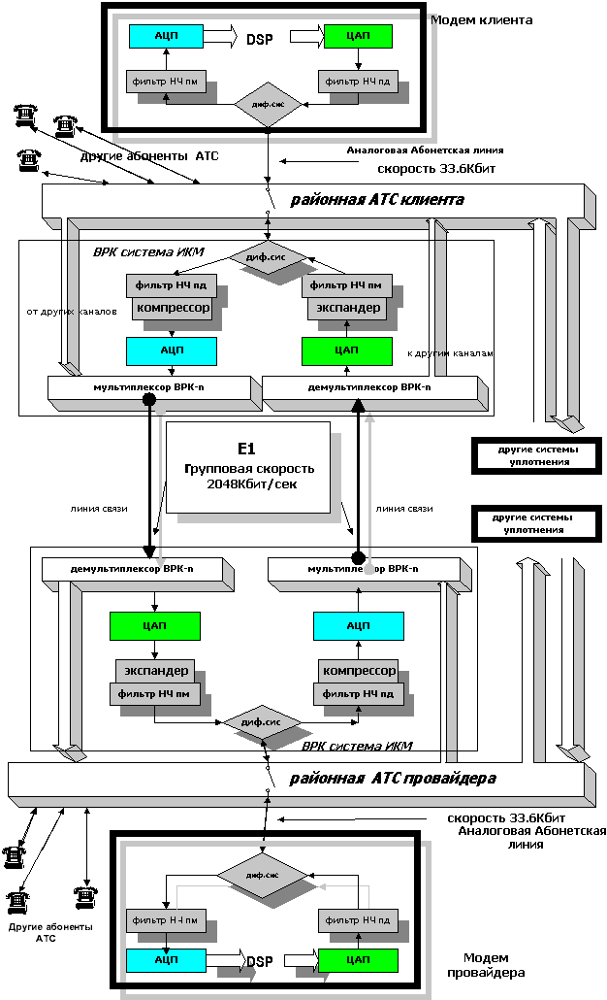 Модем клиента
АЦП
DSP
ЦАП
фильтр НЧ пм
фильтр НЧ пд
диф.сис
другие абоненты АТС
Аналоговая Абонетская линия
скорость 33.6Кбит
районная АТС клиента
ВРК система ИКМ
диф.сис
фильтр НЧ пд
фильтр НЧ пм
компрессор
экспандер
от других каналов
АЦП
ЦАП
к другим каналам
мультиплексор ВРК-n
демультиплексор ВРК-n
E1
Групповая скорость
2048Кбит/сек
другие системы
уплотнения
линия связи
линия связи
другие системы
уплотнения
демультиплексор ВРК-n
мультиплексор ВРК-n
ЦАП
АЦП
экспандер
компрессор
фильтр НЧ пм
фильтр НЧ пд
диф.сис
ВРК система ИКМ
районная АТС провайдера
скорость 33.6Кбит
Аналоговая Абонетская
линия
диф.сис
фильтр НЧ пм
фильтр НЧ пд
Другие абоненты
АТС
АЦП
DSP
ЦАП
Модем
провайдера